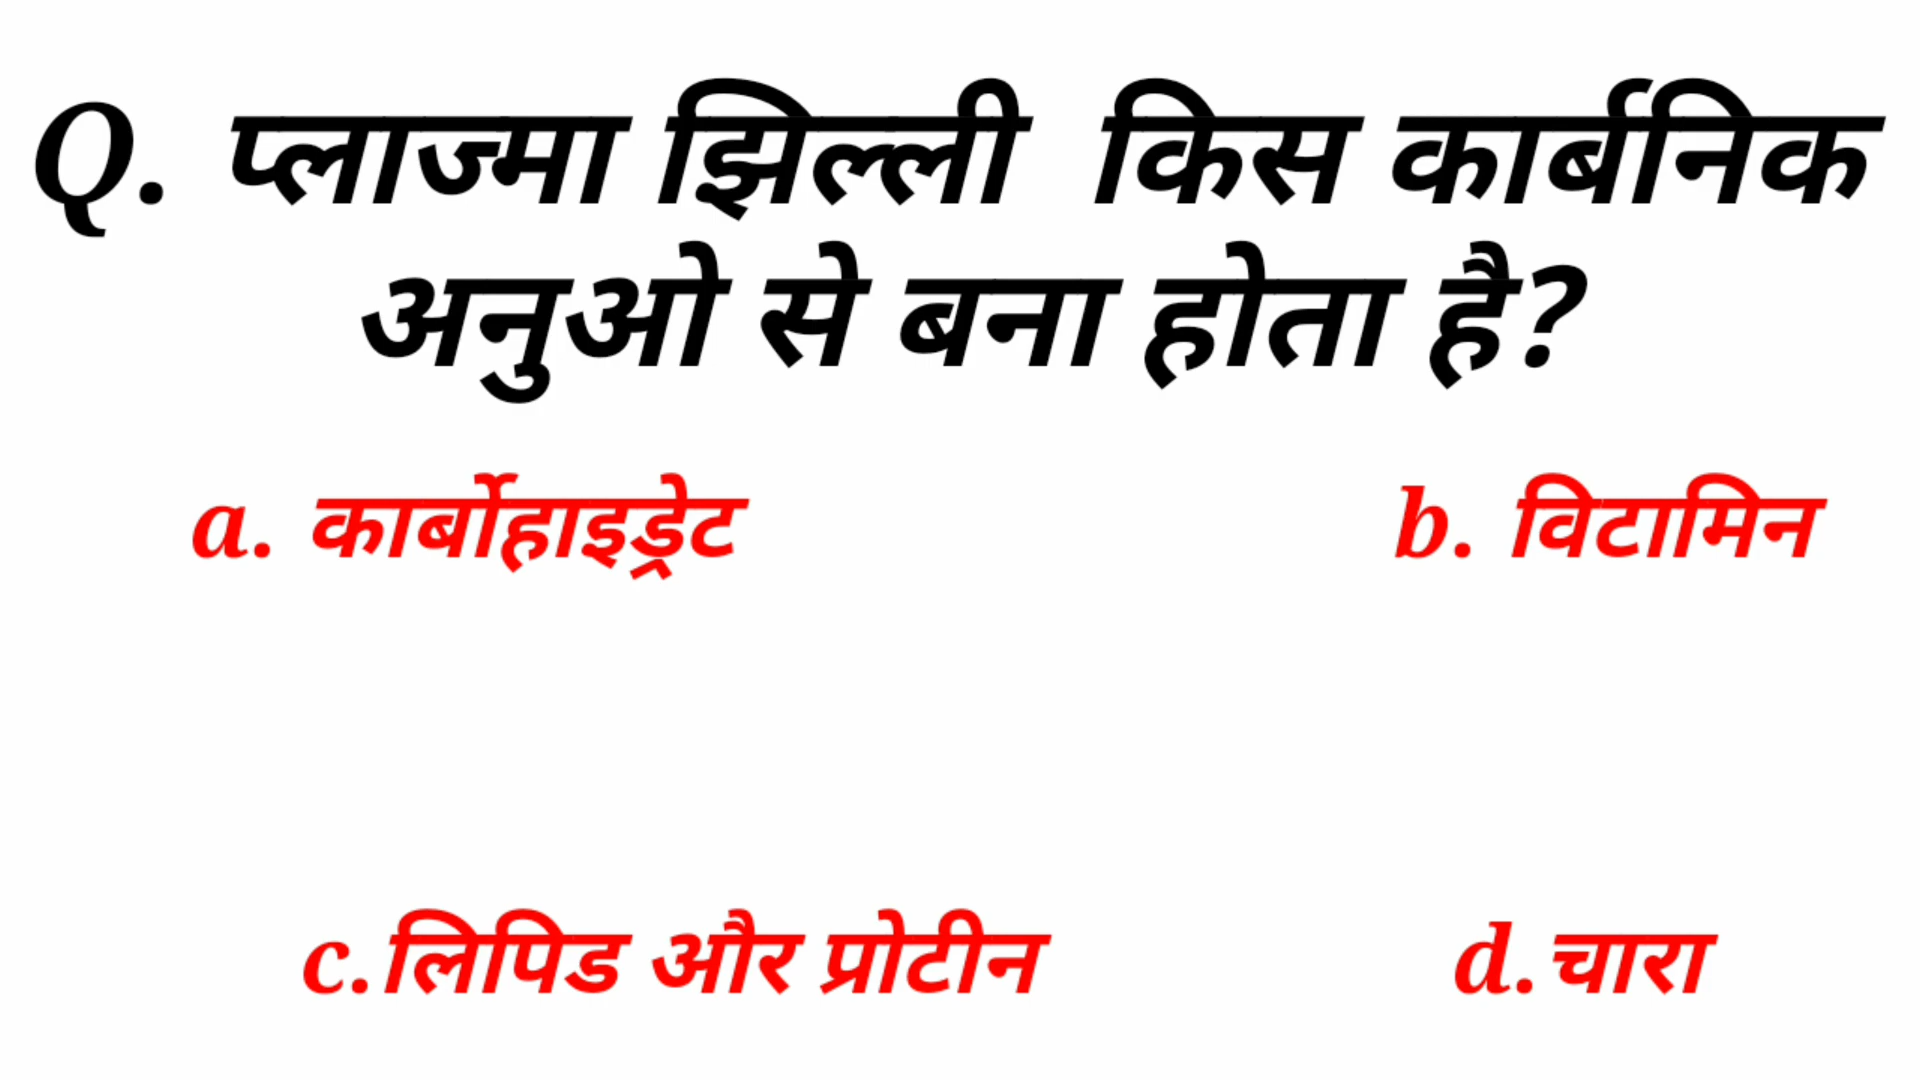 Q. प्लाज्मा झिल्ली किस कार्बनिक
अनुओ से बना होता है?
a. कार्बोहाइड्रेट
b. विटामिन
c.लिपिड और प्रोटीन
d.चारा